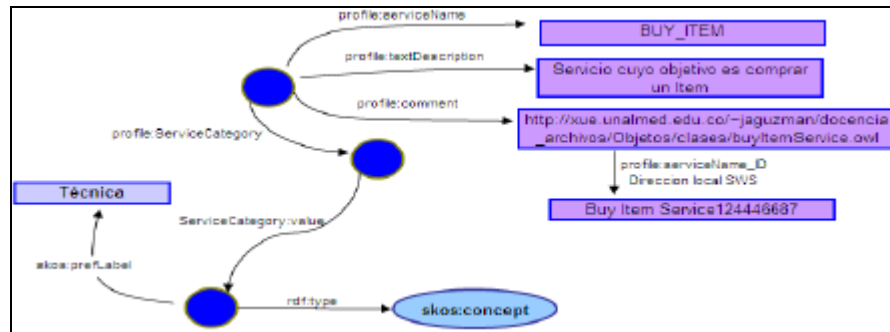 profile:serviceName
BUY_ITEM
profile:textDescription
Servicio cuyo objetivo es comprar
un Item
profile:comment
http://xue.unalmed.edu.co/~jaguzman/docencia
_archivos/Objetos/clases/buyItemService.owl
profile:ServiceCategory
profile:serviceName_ID
Direccion local SWS
Buy Item Service124446687
Técnica
ServiceCategory:value
skos:prefLabel
rdf:type
skos:concept